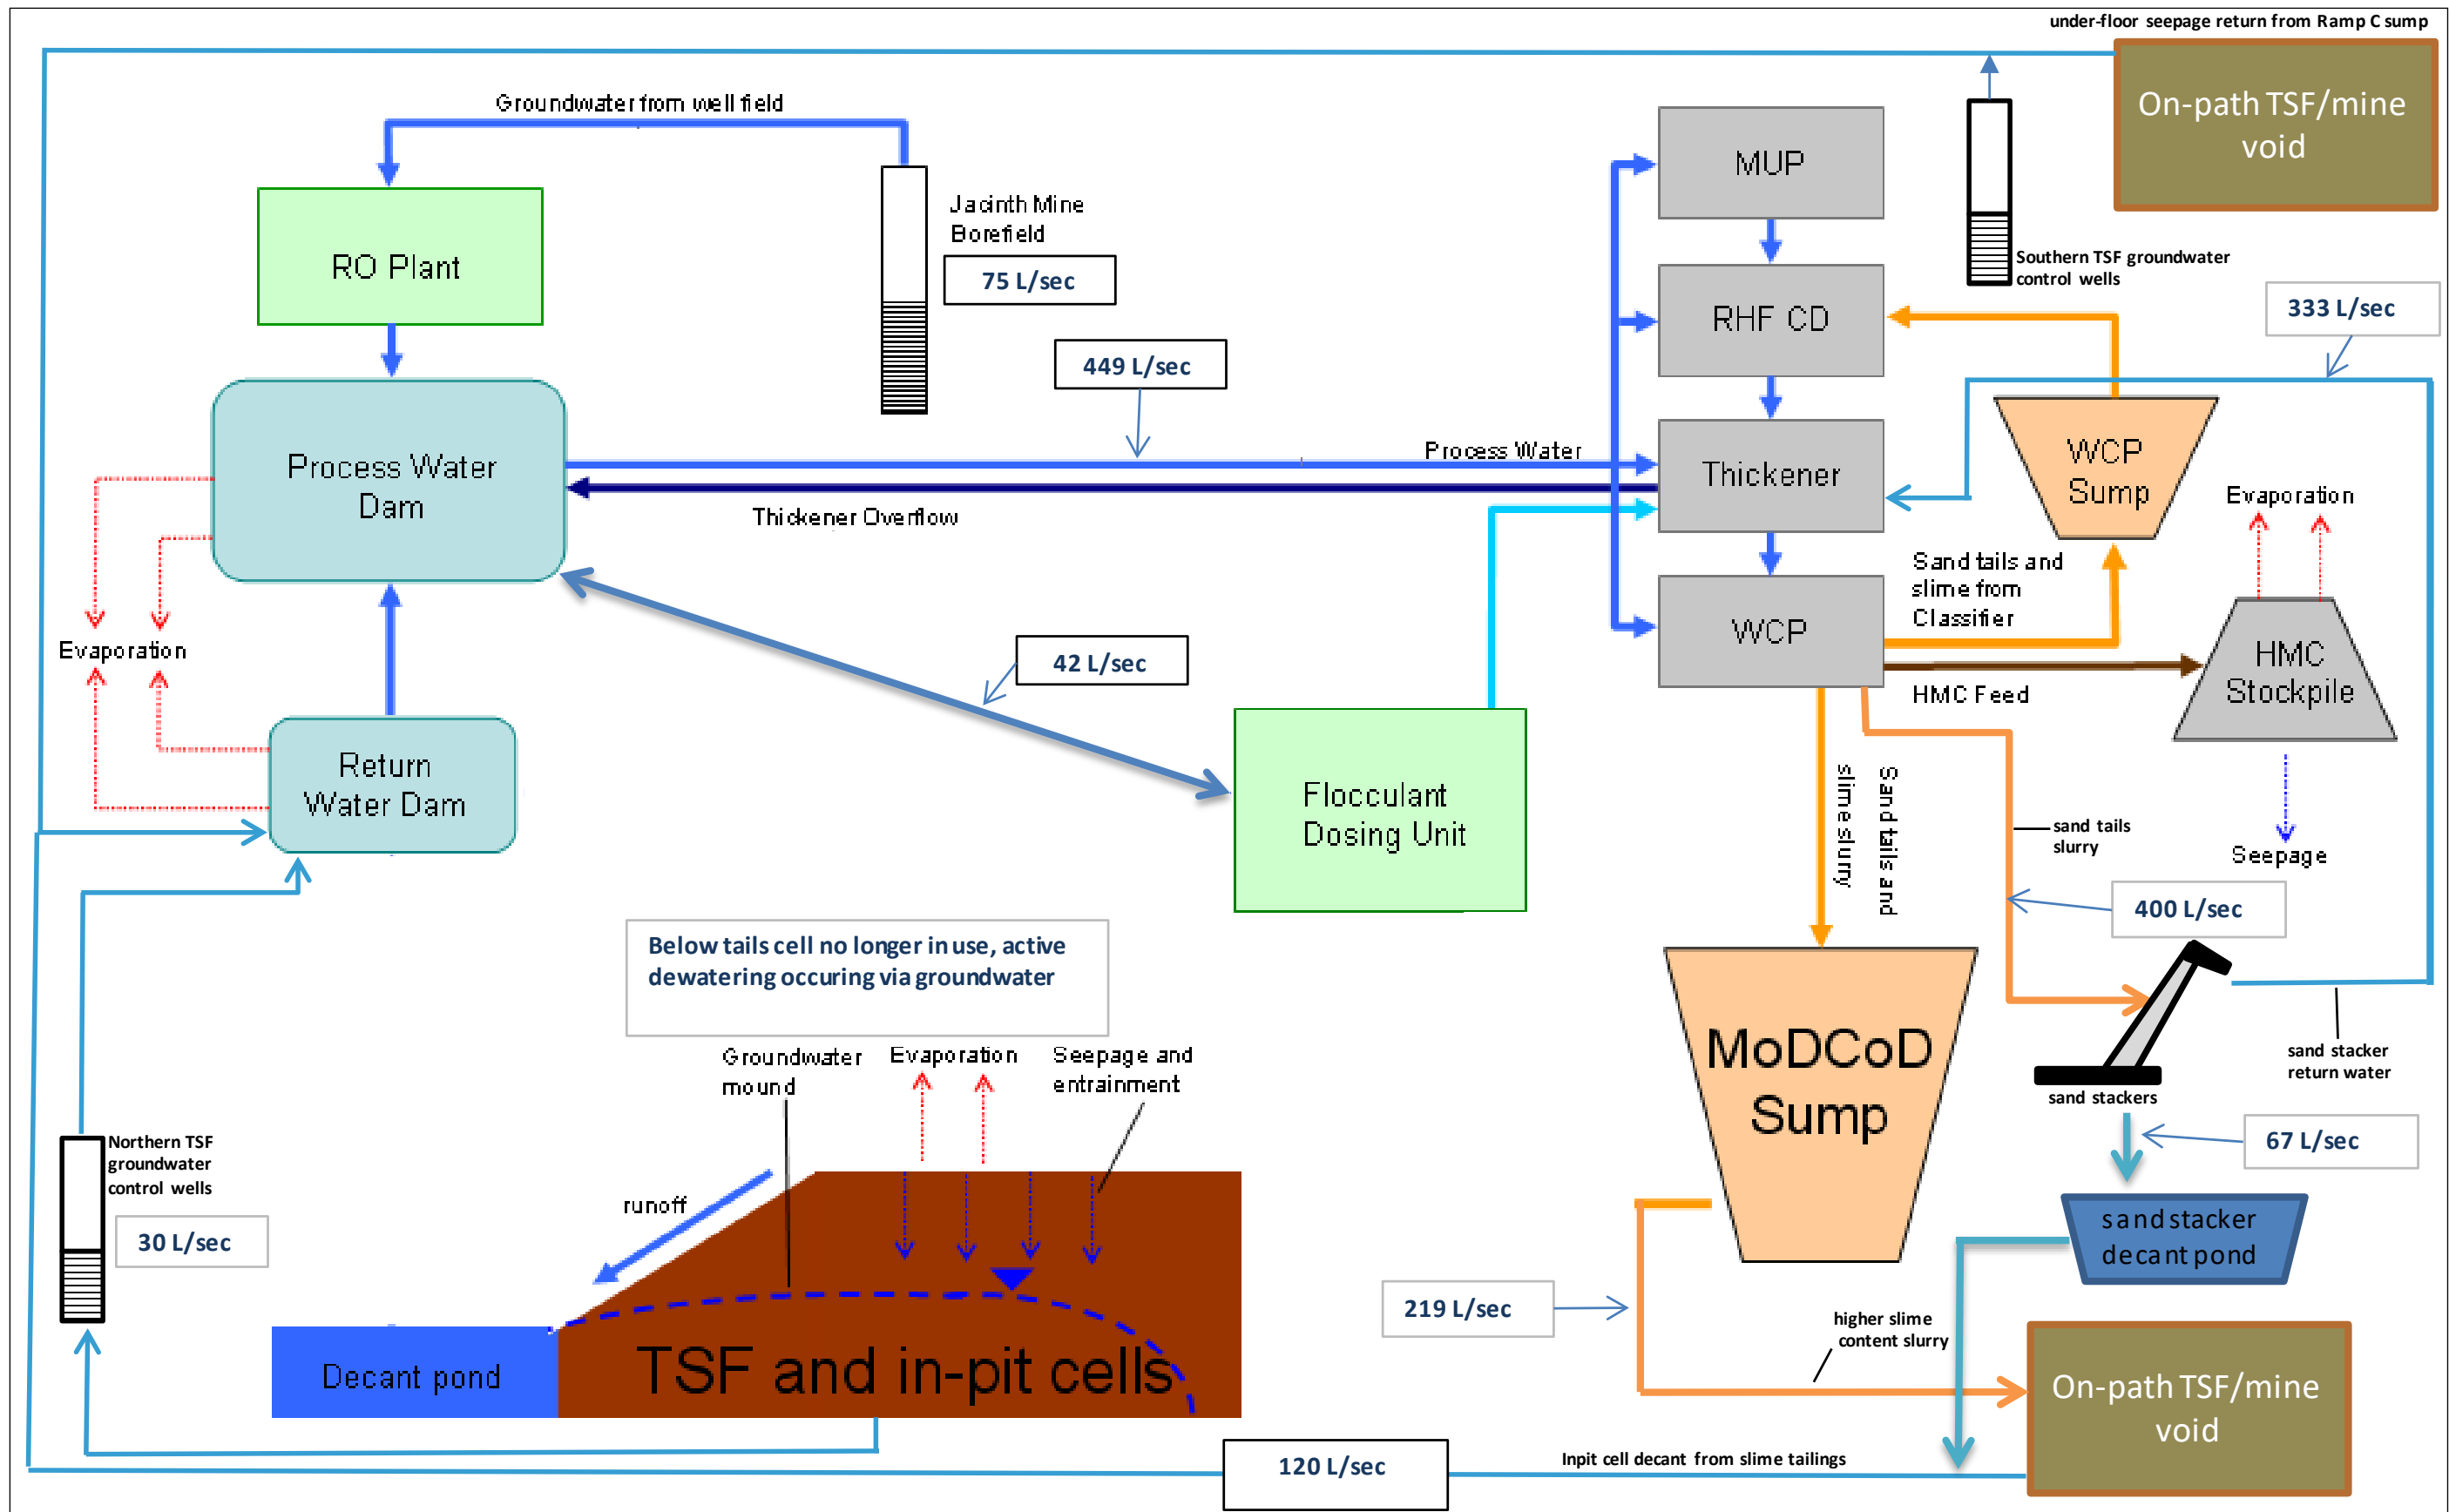 under-floor seepage return from Ramp C sump
On-path TSF/mine
void
Groundwater from well field
RO Plant
Jacinth Mine
Borefield
75 L/sec
MUP
RHF CD
Thickener
WCP
Southern TSF groundwater
control wells
333 L/sec
449 L/sec
Process Water
Thickener Overflow
Process Water
Dam
WCP
Sump
Evaporation
Sand tails and
slime from
Classifier
HMC Feed
HMC
Stockpile
Seepage
Evaporation
42 L/sec
Return
Water Dam
Flocculant
Dosing Unit
Sand tails and
slime slurry
sand tails
slurry
400 L/sec
sand stacker
return water
sand stackers
67 L/sec
sand stacker
decant pond
Below tails cell no longer in use, active
dewatering occuring via groundwater
Groundwater
mound
Evaporation
Seepage and
entrainment
runoff
Northern TSF
groundwater
control wells
30 L/sec
Decant pond
TSF and in-pit cells
MoDCoD
Sump
219 L/sec
higher slime
content slurry
On-path TSF/mine
void
120 L/sec
Inpit cell decant from slime tailings